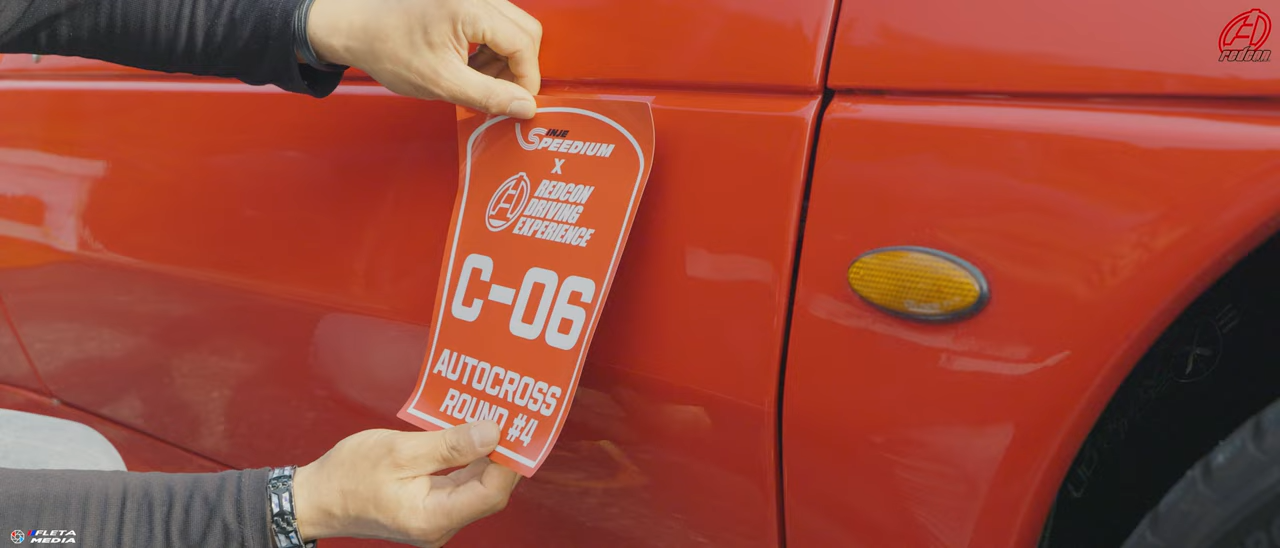 INJE
SPEEDIUM
X
REDCON
DRIVING
EXPERIENCE
C-06
AUTOCROSS
ROUND #4
redcon
FLETA
MEDIA